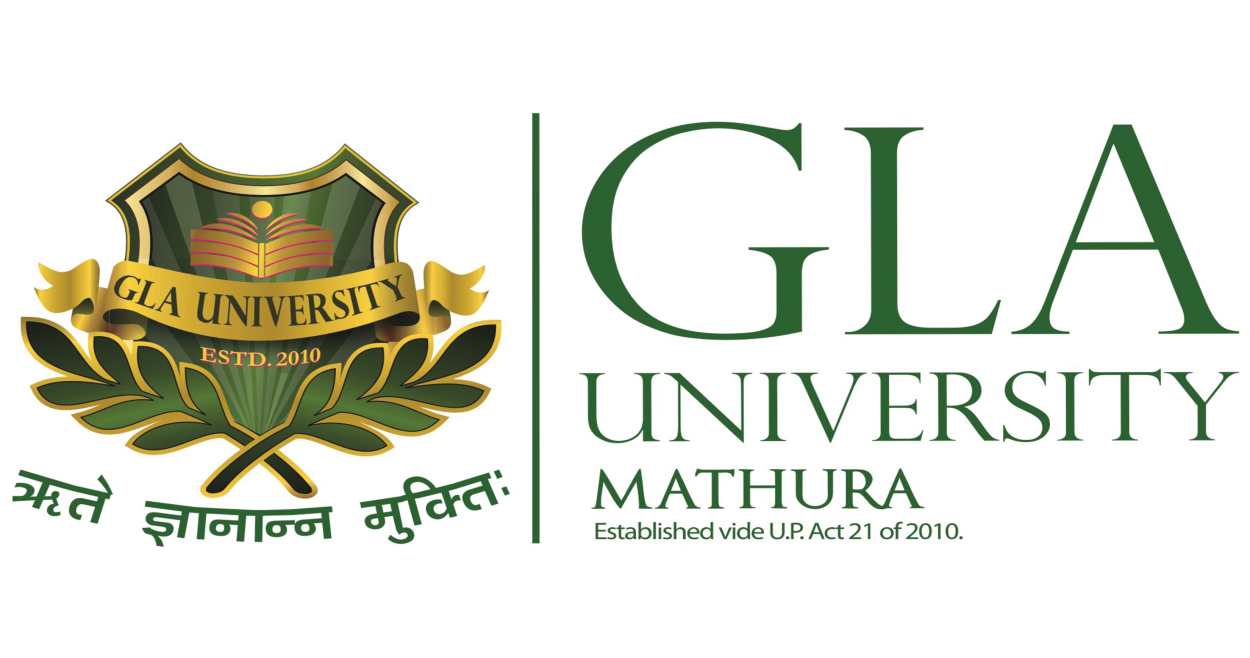 GLA UNIVERSITY
ESTD. 2010
ऋते ज्ञानान्न मुक्तिः
GLA
UNIVERSITY
MATHURA
Established vide U.P. Act 21 of 2010.